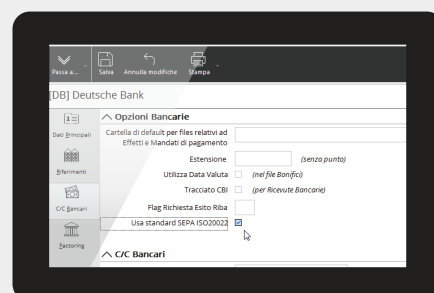 Passa a...
Salva
Annulla modifiche
Stampa
[DB] Deutsche Bank
Dati Principali
Riferimenti
C/C Bancari
Factoring
Opzioni Bancarie
Cartella di default per files relativi ad
Effetti e Mandati di pagamento
Estensione
(senza punto)
Utilizza Data Valuta
(nel file Bonifici)
Tracciato CBI
(per Ricevute Bancarie)
Flag Richiesta Esito Riba
Usa standard SEPA ISO20022
C/C Bancari